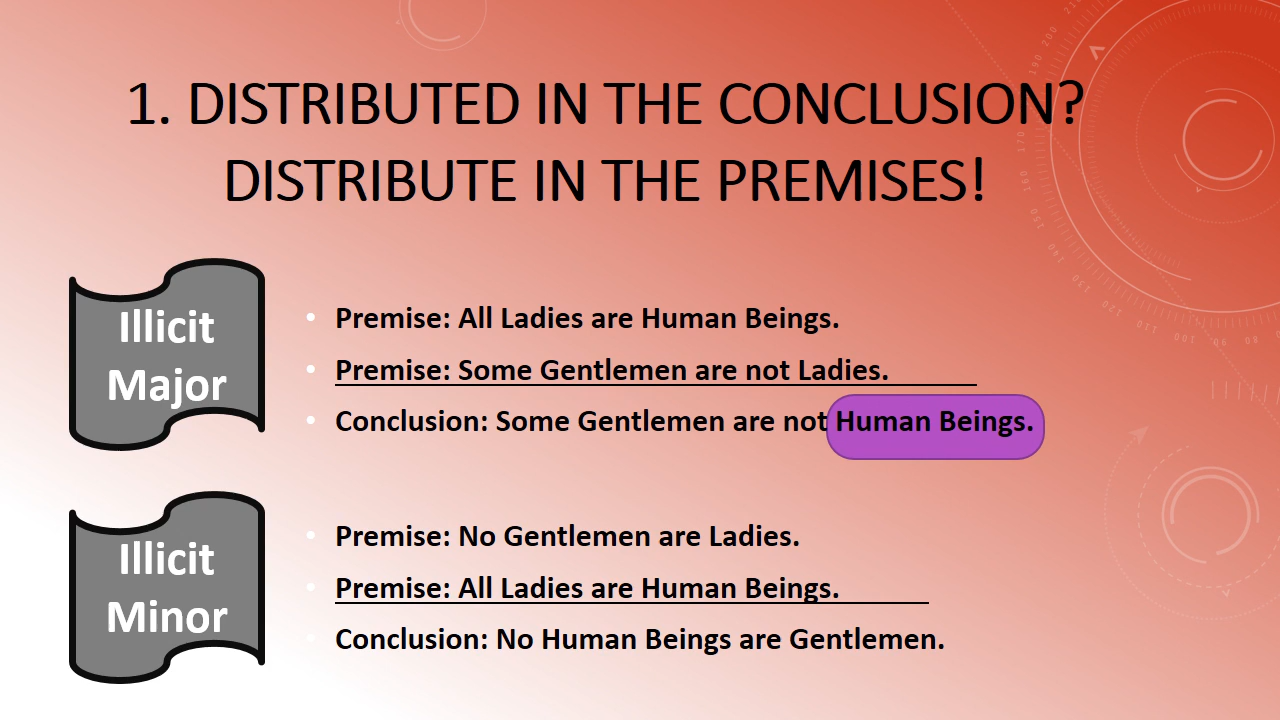 1. DISTRIBUTED IN THE CONCLUSION?
DISTRIBUTE IN THE PREMISES!
Illicit
Major
• Premise: All Ladies are Human Beings.
• Premise: Some Gentlemen are not Ladies.
• Conclusion: Some Gentlemen are not Human Beings.
Illicit
Minor
• Premise: No Gentlemen are Ladies.
• Premise: All Ladies are Human Beings.
• Conclusion: No Human Beings are Gentlemen.